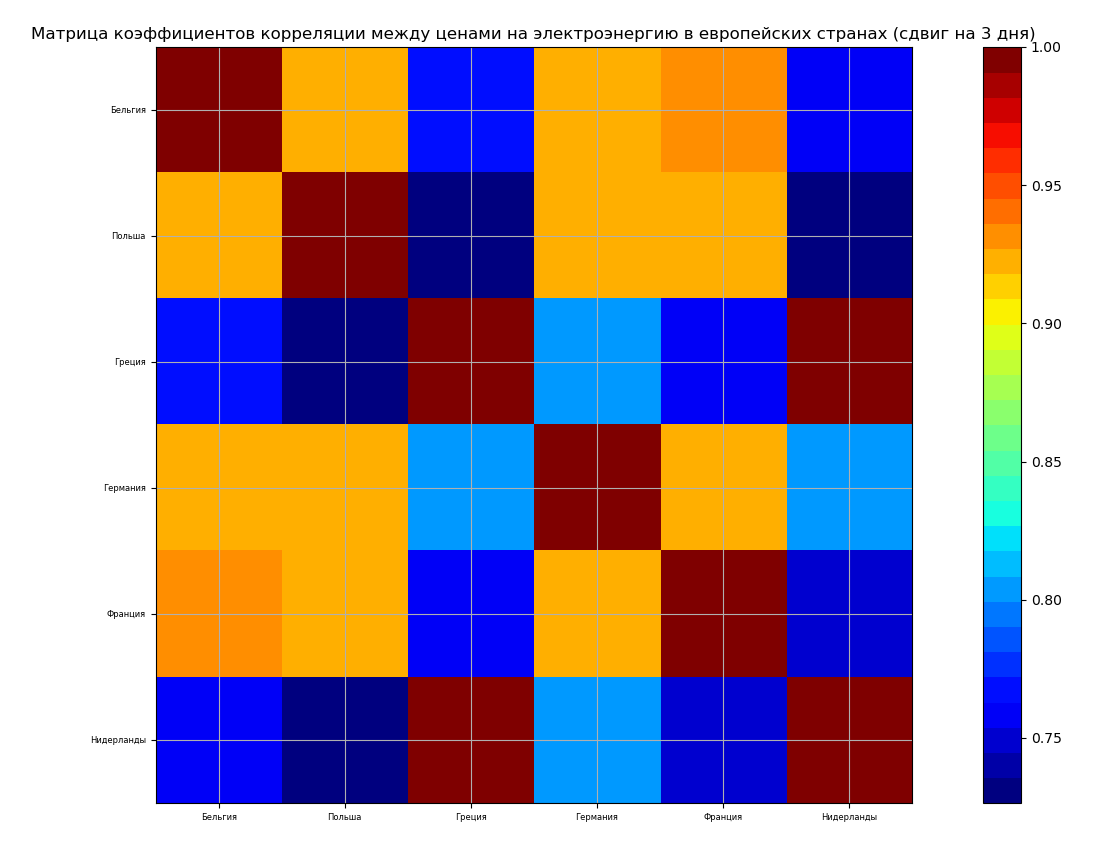 Матрица коэффициентов корреляции между ценами на электроэнергию в европейских странах (сдвиг на 3 дня)
1.00
Бельгия
0.95
Польша
0.90
Греция
0.85
Германия
0.80
Франция
0.75
Нидерланды
Бельгия Польша Греция Германия Франция Нидерланды